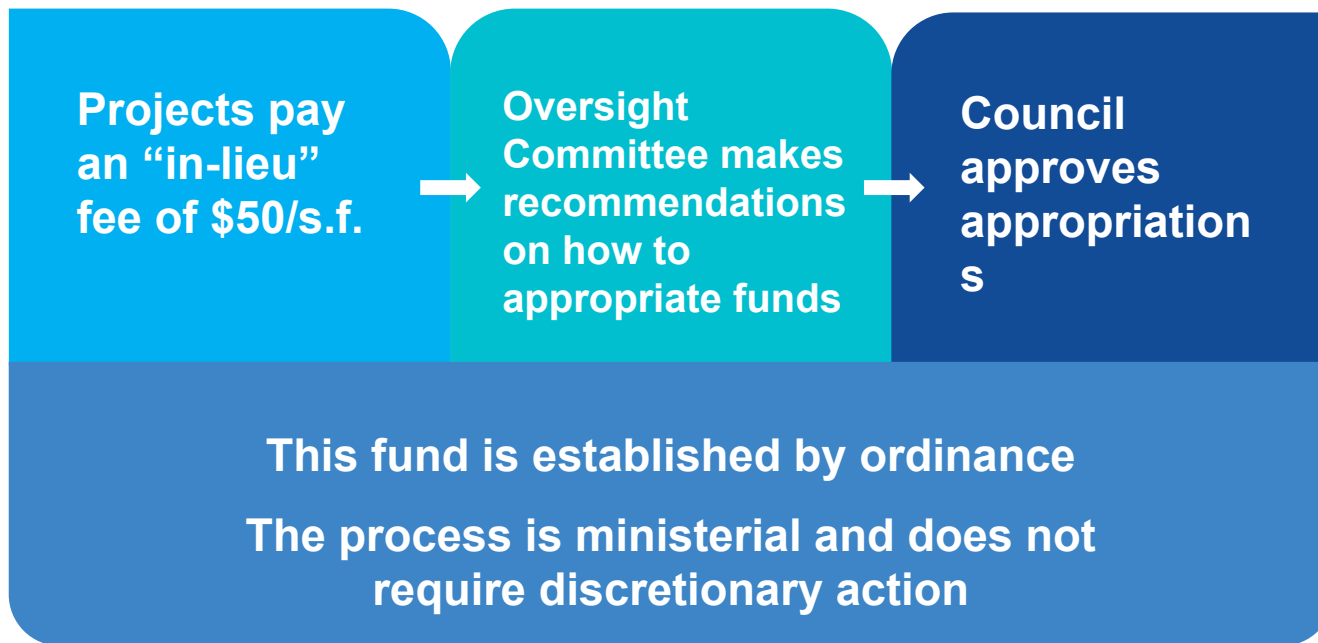 Projects pay
an “in-lieu”
fee of $50/s.f.
Oversight
Committee makes
recommendations
on how to
appropriate funds
Council
approves
appropriation
s
This fund is established by ordinance
The process is ministerial and does not
require discretionary action